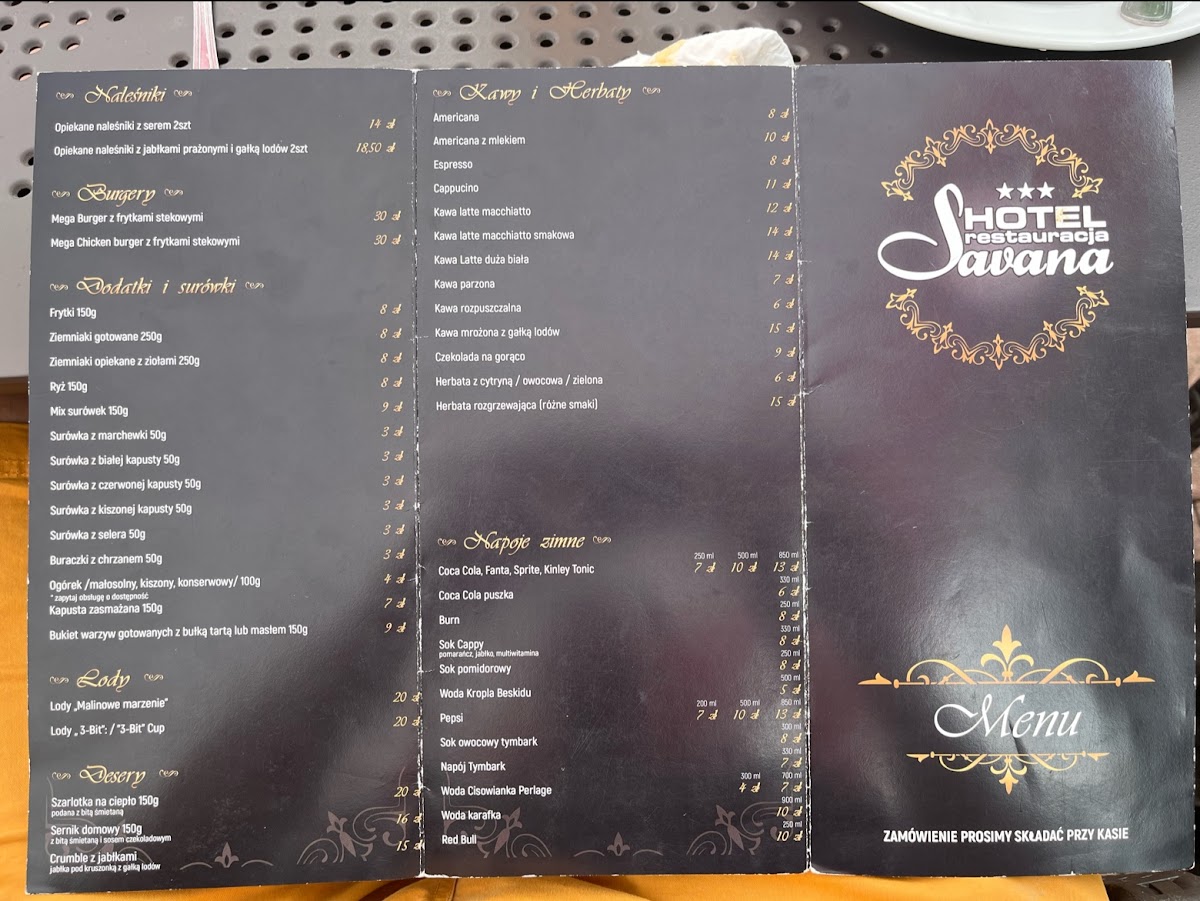 Naleśniki
Opiekane naleśniki z serem 2szt 14 zł
Opiekane naleśniki z jabłkami prażonymi i gałką lodów 2szt 18,50 zł
Burgery
Mega Burger z frytkami stekowymi 30 zł
Mega Chicken burger z frytkami stekowymi 30 zł
Dodatki i surówki
Frytki 150g 8 zł
Ziemniaki gotowane 250g 8 zł
Ziemniaki opiekane z ziołami 250g 8 zł
Ryż 150g 8 zł
Mix surówek 150g 9 zł
Surówka z marchewki 50g 3 zł
Surówka z białej kapusty 50g 3 zł
Surówka z czerwonej kapusty 50g 3 zł
Surówka z kiszonej kapusty 50g 3 zł
Surówka z selera 50g 3 zł
Buraczki z chrzanem 50g 3 zł
Ogórek /małosolny, kiszony, konserwowy/ 100g 4 zł
* zapytaj obsługę o dostępność
Kapusta zasmażana 150g 7 zł
Bukiet warzyw gotowanych z bułką tartą lub masłem 150g 9 zł
Lody
Lody „Malinowe marzenie" 20 zł
Lody „ 3-Bit": / "3-Bit" Cup 20 zł
Desery
Szarlotka na ciepło 150g 20 zł
podana z bitą śmietaną
Sernik domowy 150g 16 zł
z bitą śmietaną i sosem czekoladowym
Crumble z jabłkami 15 zł
jabłka pod kruszonką z gałką lodów
Kawy i Herbaty
Americana 8 zł
Americana z mlekiem 10 zł
Espresso 8 zł
Cappucino 11 zł
Kawa latte macchiatto 12 zł
Kawa latte macchiatto smakowa 14 zł
Kawa Latte duża biała 14 zł
Kawa parzona 7 zł
Kawa rozpuszczalna 6 zł
Kawa mrożona z gałką lodów 15 zł
Czekolada na gorąco 9 zł
Herbata z cytryną / owocowa / zielona 6 zł
Herbata rozgrzewająca (różne smaki) 15 zł
Napoje zimne
250 ml 500 ml 850 ml
Coca Cola, Fanta, Sprite, Kinley Tonic 7 zł 10 zł 13 zł
330 ml
Coca Cola puszka 6 zł
250 ml
Burn 8 zł
330 ml
Sok Cappy 8 zł
pomarańcz, jabłko, multiwitamina
250 ml
Sok pomidorowy 8 zł
500 ml
Woda Kropla Beskidu 5 zł
200 ml 500 ml 850 ml
Pepsi 7 zł 10 zł 13 zł
300 ml
Sok owocowy tymbark 8 zł
330 ml
Napój Tymbark 7 zł
300 ml 700 ml
Woda Cisowianka Perlage 4 zł 7 zł
900 ml
Woda karafka 10 zł
250 ml
Red Bull 10 zł
HOTEL
restauracja
Savana
Menu
ZAMÓWIENIE PROSIMY SKŁADAĆ PRZY KASIE